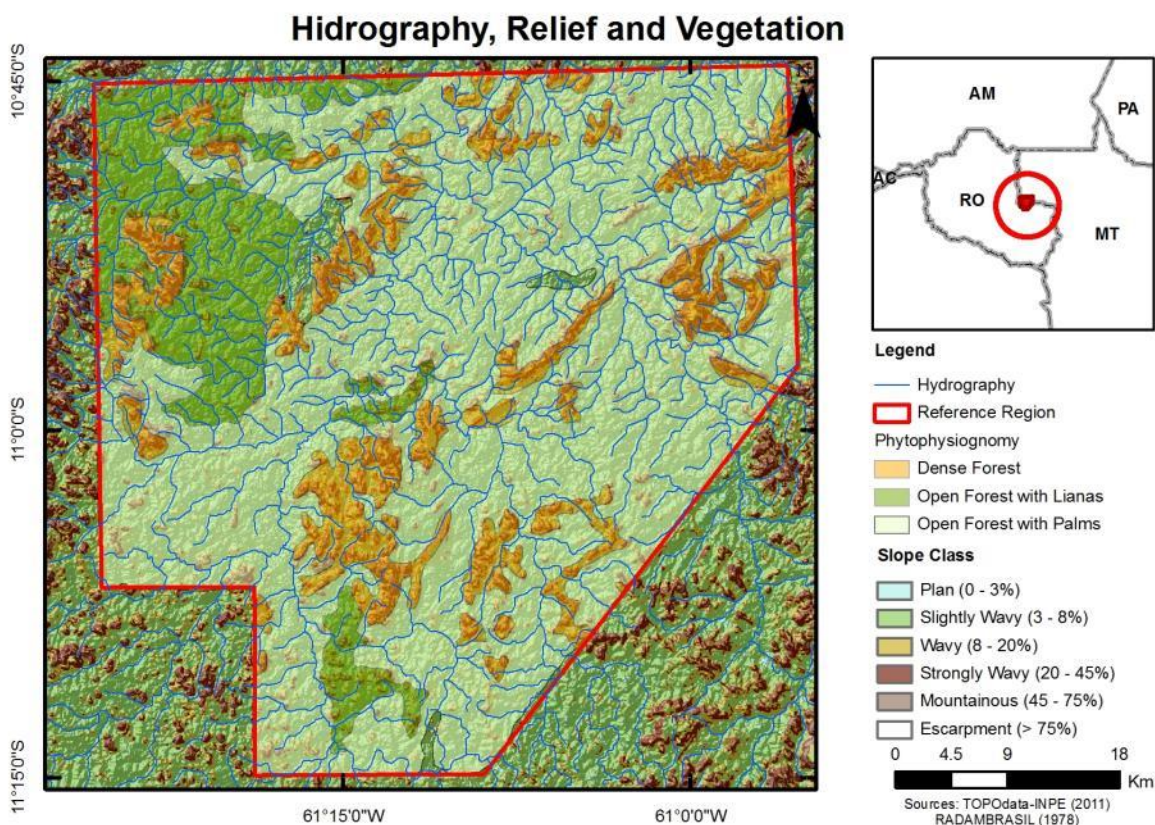 Hidrography, Relief and Vegetation
10°45'0"S
11°0'0"S
11°15'0"S
61°15'0"W
61°0'0"W
AM
PA
AC
RO
MT
Legend
Hydrography
Reference Region
Phytophysiognomy
Dense Forest
Open Forest with Lianas
Open Forest with Palms
Slope Class
Plan (0 - 3%)
Slightly Wavy (3 - 8%)
Wavy (8 - 20%)
Strongly Wavy (20 - 45%)
Mountainous (45 - 75%)
Escarpment (> 75%)
0 4.5 9 18
Km
Sources: TOPOdata-INPE (2011)
RADAMBRASIL (1978)